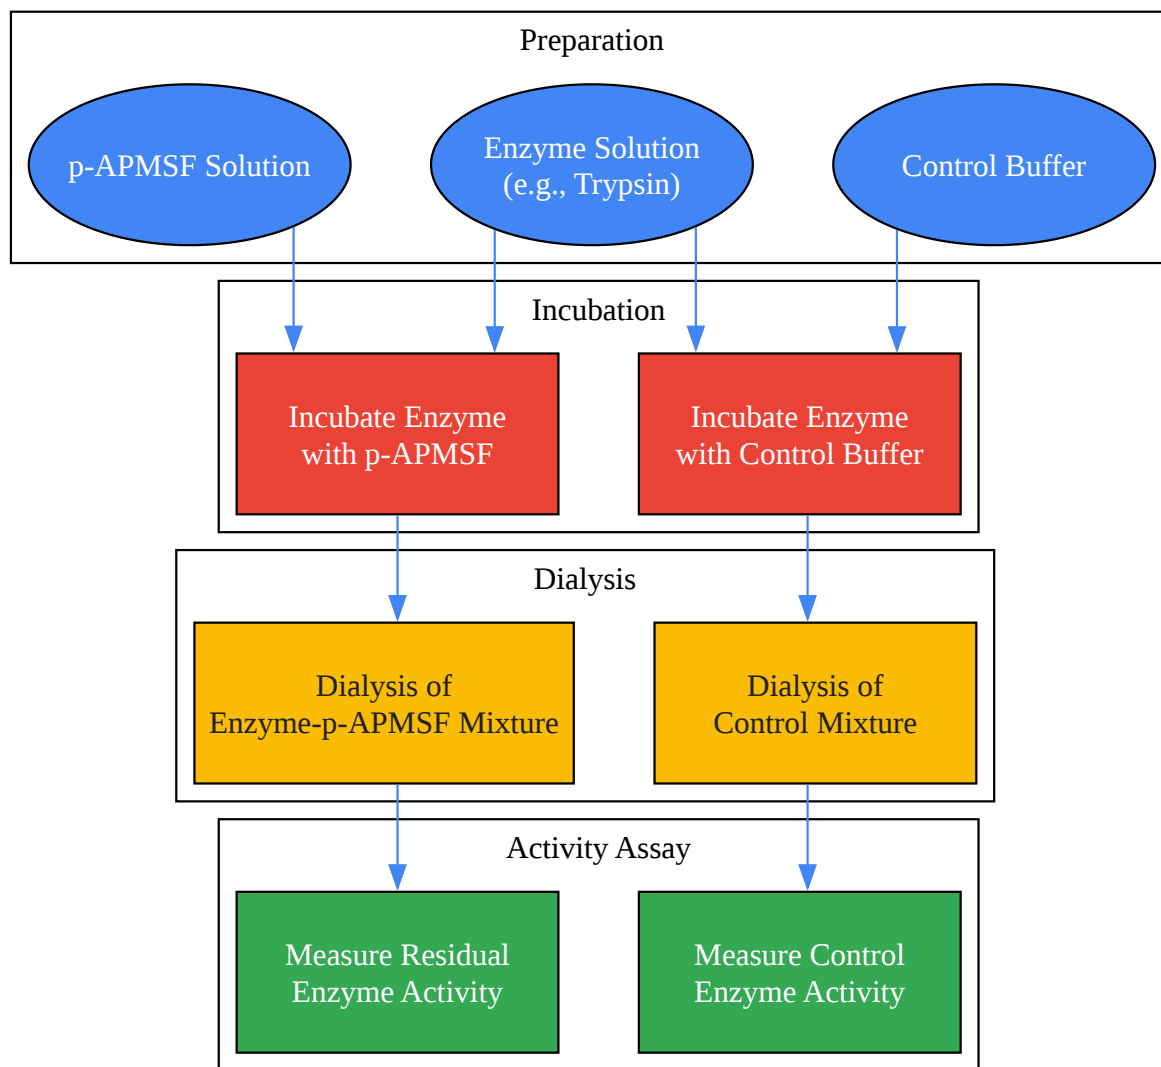 Preparation
p-APMSF Solution
Enzyme Solution
(e.g., Trypsin)
Control Buffer
Incubation
Incubate Enzyme
with p-APMSF
Incubate Enzyme
with Control Buffer
Dialysis
Dialysis of
Enzyme-p-APMSF Mixture
Dialysis of
Control Mixture
Activity Assay
Measure Residual
Enzyme Activity
Measure Control
Enzyme Activity